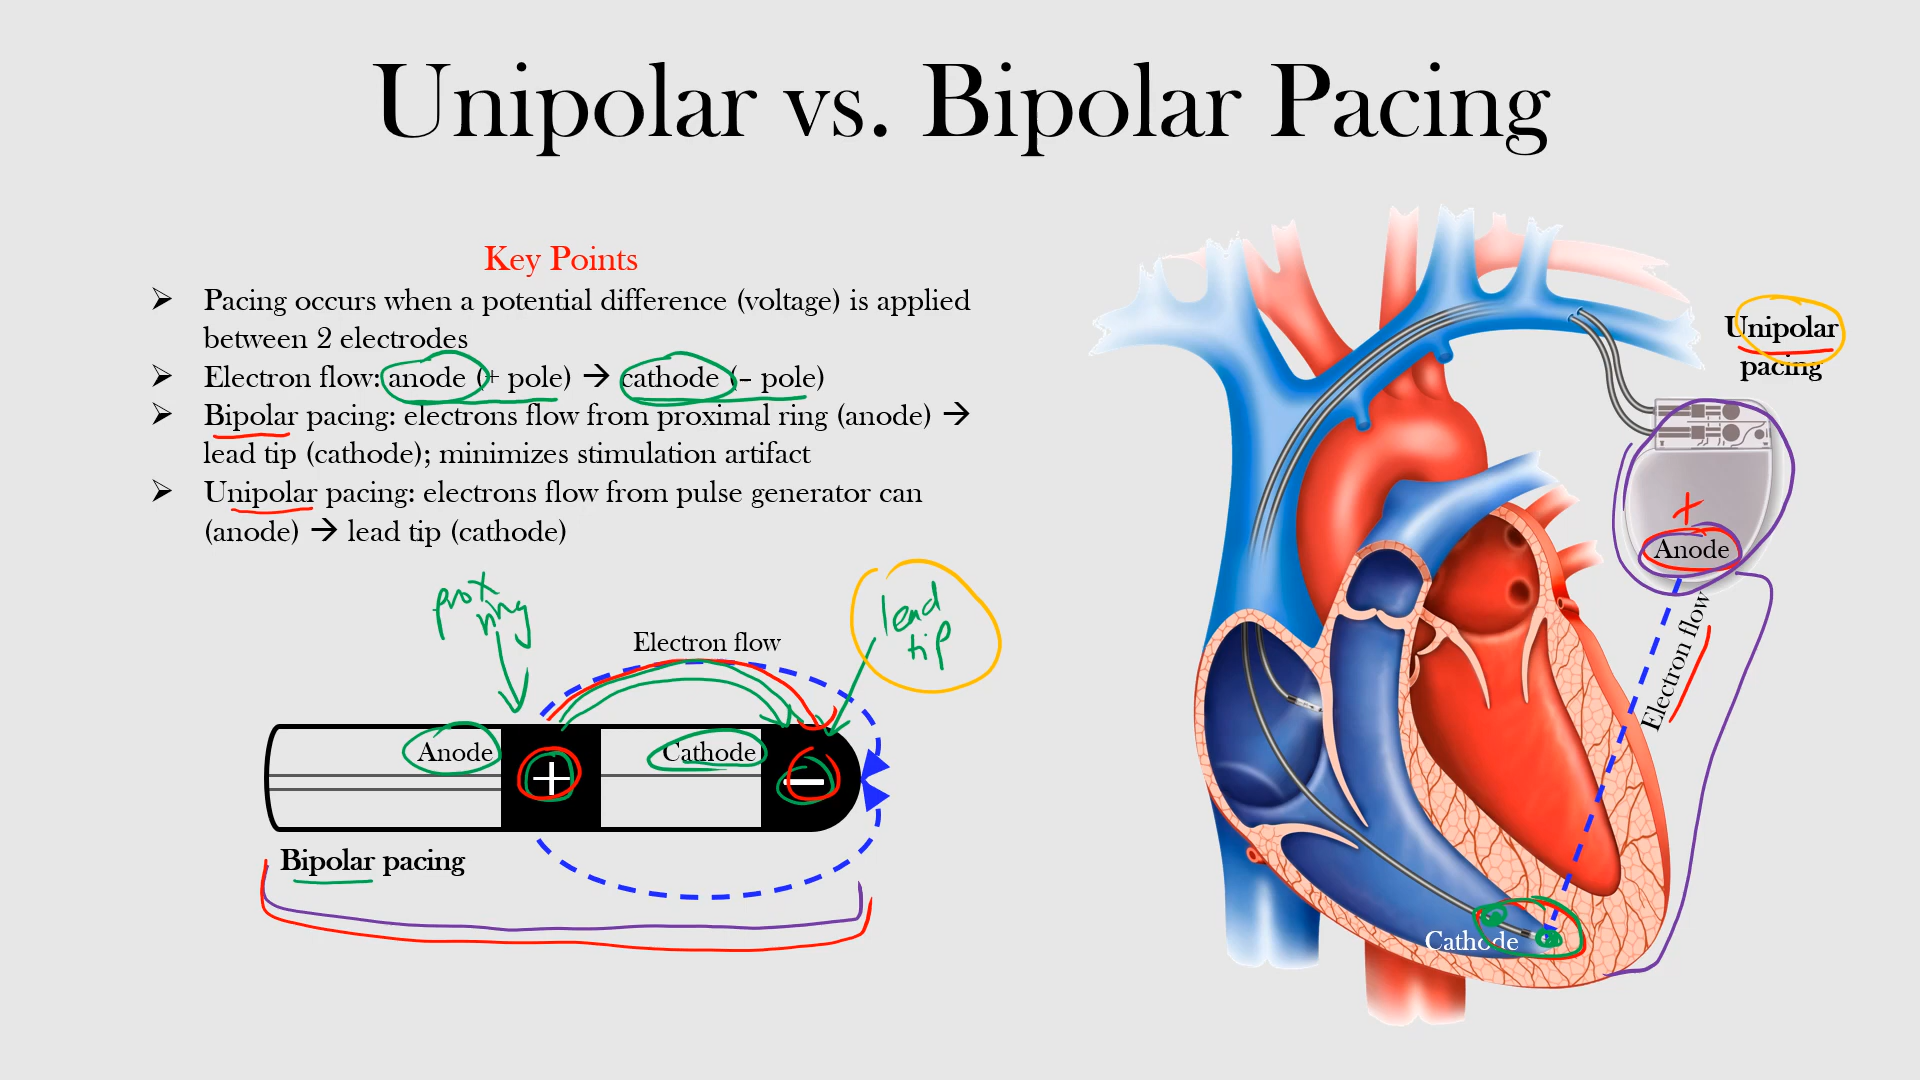 Unipolar vs. Bipolar Pacing
Key Points
➢ Pacing occurs when a potential difference (voltage) is applied
between 2 electrodes
➢ Electron flow: anode (+ pole) → cathode (– pole)
➢ Bipolar pacing: electrons flow from proximal ring (anode) →
lead tip (cathode); minimizes stimulation artifact
➢ Unipolar pacing: electrons flow from pulse generator can
(anode) → lead tip (cathode)
prox
ring
lead
tip
Electron flow
Anode
+
Cathode
–
Bipolar pacing
Unipolar
pacing
+
Anode
Electron flow
Cathode